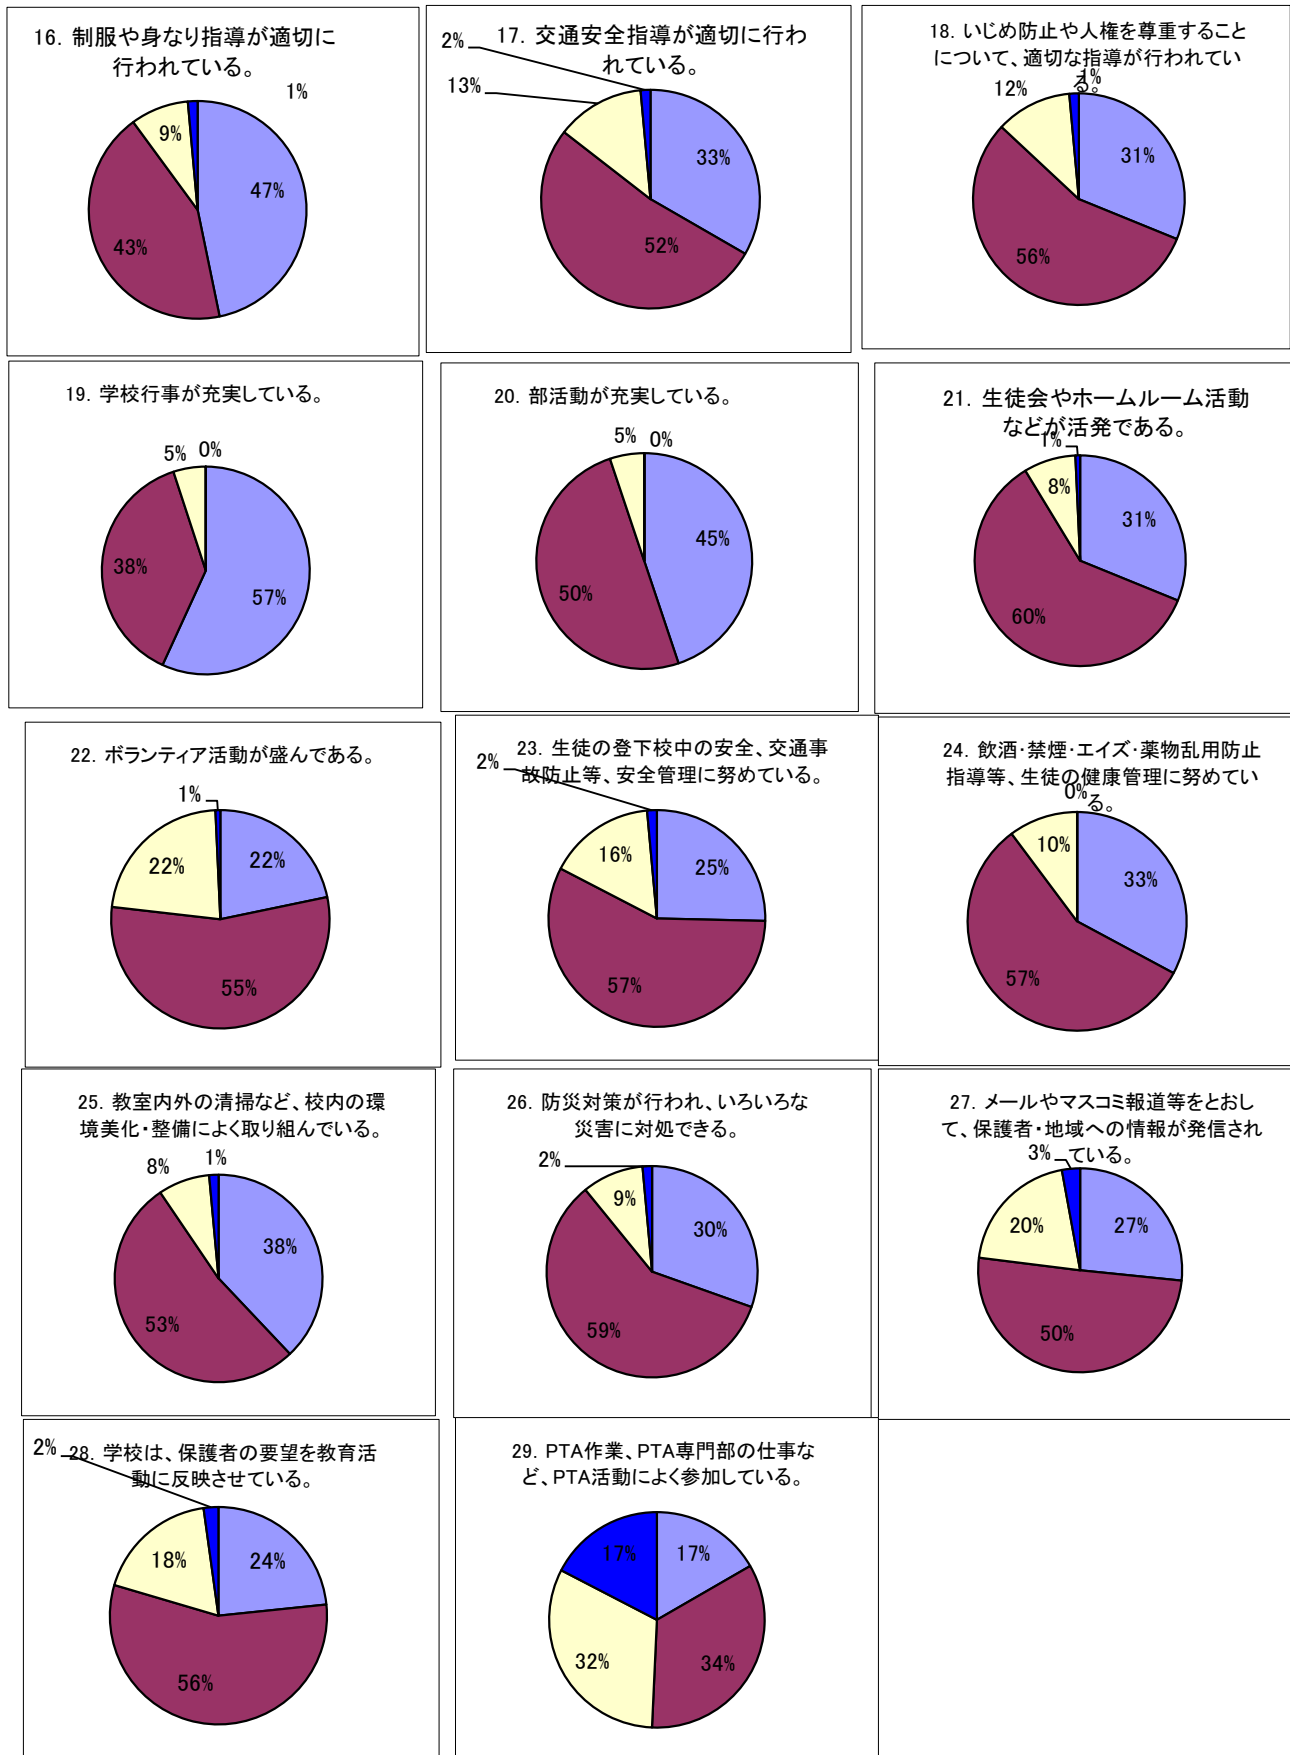 16. 制服や身なり指導が適切に
行われている。
1%
9%
47%
43%
17. 交通安全指導が適切に行わ
れている。
2%
13%
33%
52%
18. いじめ防止や人権を尊重すること
について、適切な指導が行われてい
る。
1%
12%
31%
56%
19. 学校行事が充実している。
5%
0%
38%
57%
20. 部活動が充実している。
5%
0%
45%
50%
21. 生徒会やホームルーム活動
などが活発である。
1%
8%
31%
60%
22. ボランティア活動が盛んである。
1%
22%
22%
55%
23. 生徒の登下校中の安全、交通事
故防止等、安全管理に努めている。
2%
16%
25%
57%
24. 飲酒・禁煙・エイズ・薬物乱用防止
指導等、生徒の健康管理に努めてい
る。
0%
10%
33%
57%
25. 教室内外の清掃など、校内の環
境美化・整備によく取り組んでいる。
8%
1%
38%
53%
26. 防災対策が行われ、いろいろな
災害に対処できる。
2%
9%
30%
59%
27. メールやマスコミ報道等をとおし
て、保護者・地域への情報が発信され
ている。
3%
20%
27%
50%
28. 学校は、保護者の要望を教育活
動に反映させている。
2%
18%
24%
56%
29. PTA作業、PTA専門部の仕事な
ど、PTA活動によく参加している。
17%
17%
32%
34%